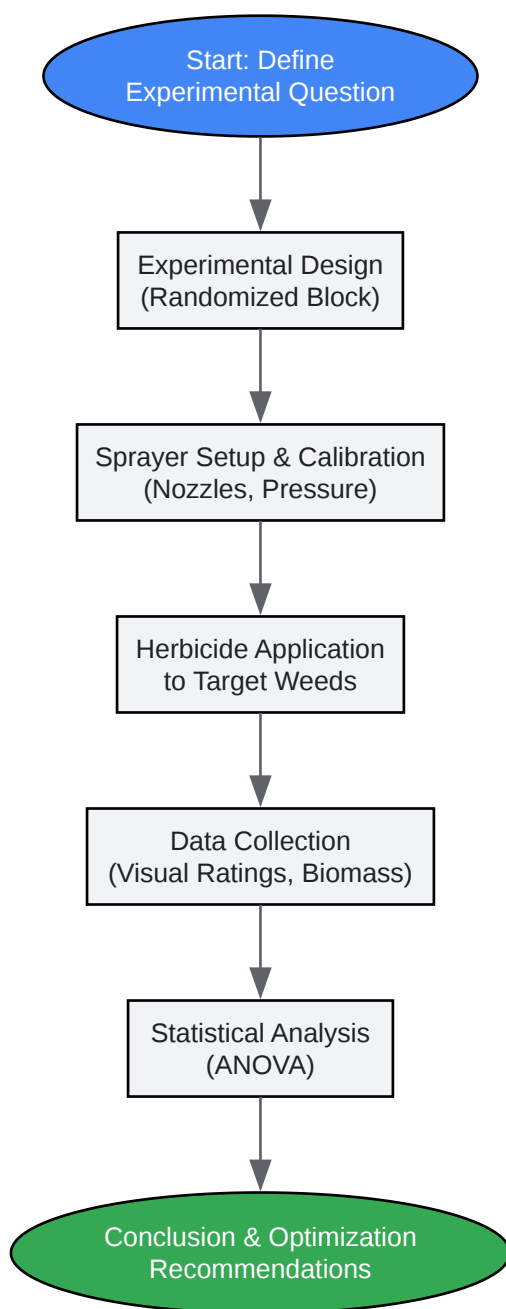 Start: Define
Experimental Question
Experimental Design
(Randomized Block)
Sprayer Setup & Calibration
(Nozzles, Pressure)
Herbicide Application
to Target Weeds
Data Collection
(Visual Ratings, Biomass)
Statistical Analysis
(ANOVA)
Conclusion & Optimization
Recommendations